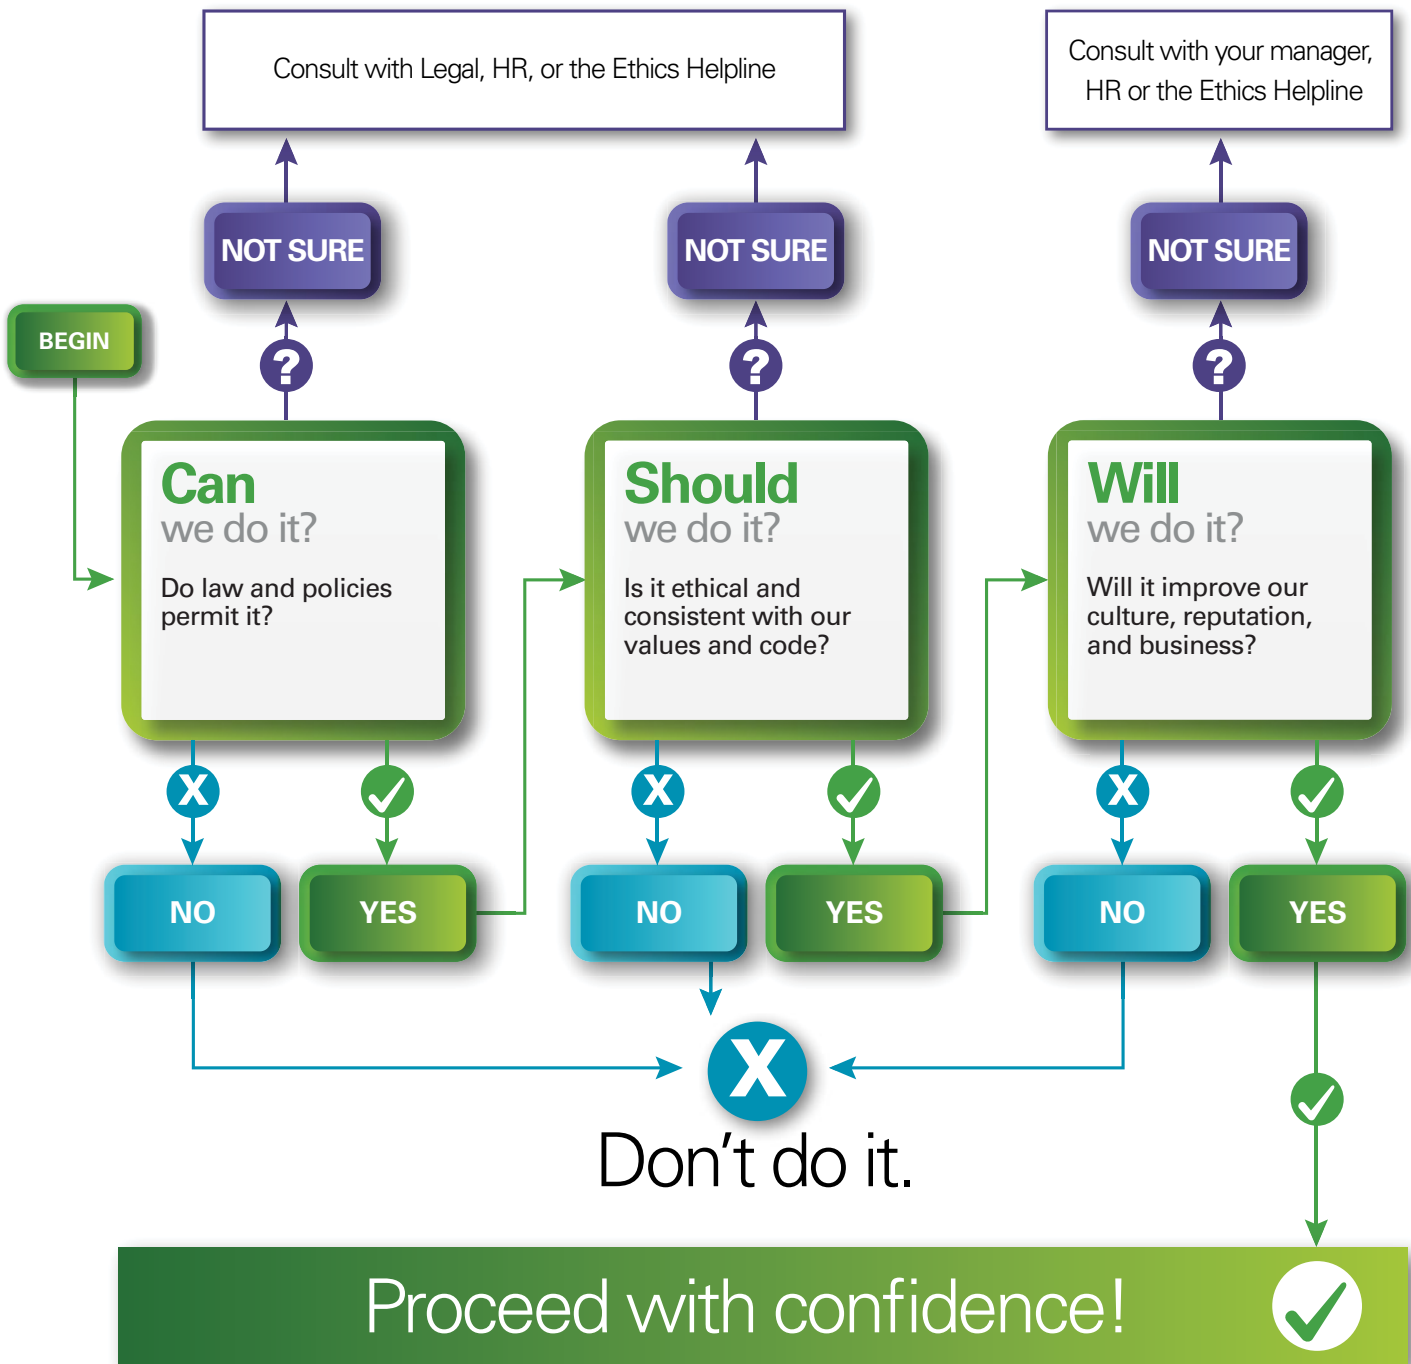 Consult with Legal, HR, or the Ethics Helpline
Consult with your manager,
HR or the Ethics Helpline
NOT SURE
NOT SURE
NOT SURE
BEGIN
?
?
?
Can
we do it?
Do law and policies
permit it?
Should
we do it?
Is it ethical and
consistent with our
values and code?
Will
we do it?
Will it improve our
culture, reputation,
and business?
X
X
X
NO
YES
NO
YES
NO
YES
X
Don't do it.
Proceed with confidence!